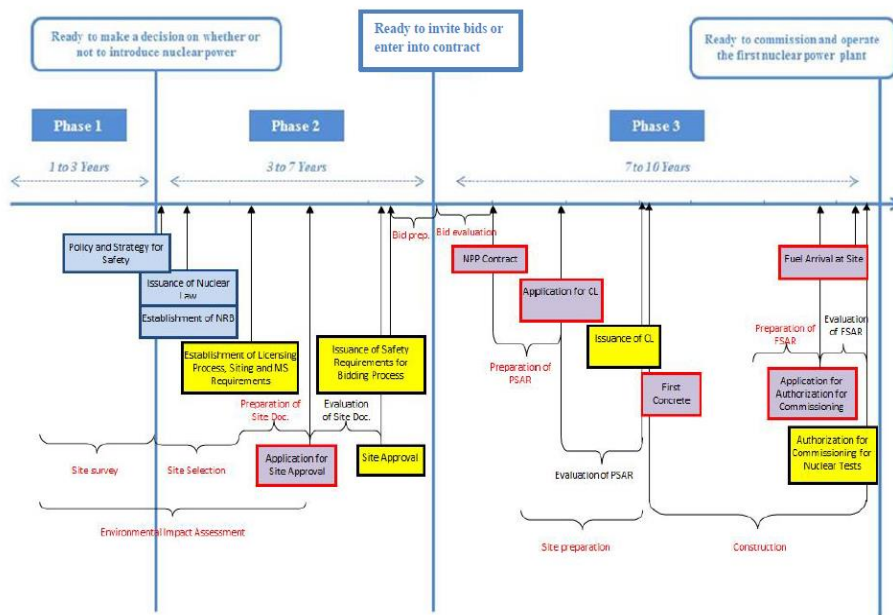 Ready to make a decision on whether or
not to introduce nuclear power
Ready to invite bids or
enter into contract
Ready to commission and operate
the first nuclear power plant
Phase 1
Phase 2
Phase 3
1 to 3 Years
3 to 7 Years
7 to 10 Years
Policy and Strategy for
Safety
Issuance of Nuclear
Law
Establishment of NRB
Establishment of Licensing
Process, Siting and MS
Requirements
Bid prep.
Bid evaluation
Issuance of Safety
Requirements for
Bidding Process
NPP Contract
Application for CL
Issuance of CL
Fuel Arrival at Site
Preparation of
PSAR
First
Concrete
Preparation of
FSAR
Evaluation
of FSAR
Application for
Authorization for
Commissioning
Preparation of
Site Doc.
Evaluation
of Site Doc.
Site survey
Site Selection
Application for
Site Approval
Site Approval
Evaluation of PSAR
Authorization for
Commissioning for
Nuclear Tests
Environmental Impact Assessment
Site preparation
Construction